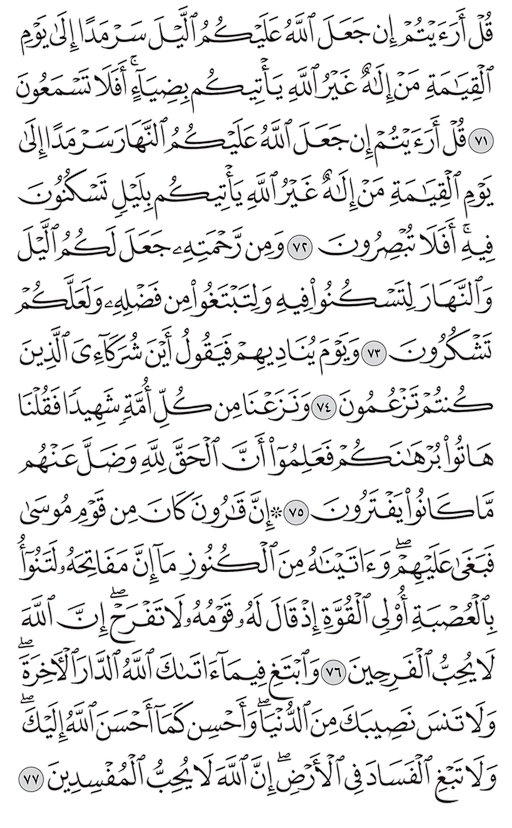 قُلْ أَرَءَيْتُمْ إِن جَعَلَ ٱللَّهُ عَلَيْكُمُ ٱلَّيْلَ سَرْمَدًا إِلَىٰ يَوْمِ
ٱلْقِيَـٰمَةِ مَنْ إِلَـٰهٌ غَيْرُ ٱللَّهِ يَأْتِيكُم بِضِيَآءٍ ۖ أَفَلَا تَسْمَعُونَ
٧١ قُلْ أَرَءَيْتُمْ إِن جَعَلَ ٱللَّهُ عَلَيْكُمُ ٱلنَّهَارَ سَرْمَدًا إِلَىٰ
يَوْمِ ٱلْقِيَـٰمَةِ مَنْ إِلَـٰهٌ غَيْرُ ٱللَّهِ يَأْتِيكُم بِلَيْلٍ تَسْكُنُونَ
فِيهِ ۚ أَفَلَا تُبْصِرُونَ ٧٢ وَمِن رَّحْمَتِهِۦ جَعَلَ لَكُمُ ٱلَّيْلَ
وَٱلنَّهَارَ لِتَسْكُنُوا۟ فِيهِ وَلِتَبْتَغُوا۟ مِن فَضْلِهِۦ وَلَعَلَّكُمْ
تَشْكُرُونَ ٧٣ وَيَوْمَ يُنَادِيهِمْ فَيَقُولُ أَيْنَ شُرَكَآءِىَ ٱلَّذِينَ
كُنتُمْ تَزْعُمُونَ ٧٤ وَنَزَعْنَا مِن كُلِّ أُمَّةٍ شَهِيدًا فَقُلْنَا
هَاتُوا۟ بُرْهَـٰنَكُمْ فَعَلِمُوٓا۟ أَنَّ ٱلْحَقَّ لِلَّهِ وَضَلَّ عَنْهُم
مَّا كَانُوا۟ يَفْتَرُونَ ٧٥ ۞ إِنَّ قَـٰرُونَ كَانَ مِن قَوْمِ مُوسَىٰ
فَبَغَىٰ عَلَيْهِمْ ۖ وَءَاتَيْنَـٰهُ مِنَ ٱلْكُنُوزِ مَآ إِنَّ مَفَاتِحَهُۥ لَتَنُوٓأُ
بِٱلْعُصْبَةِ أُو۟لِى ٱلْقُوَّةِ إِذْ قَالَ لَهُۥ قَوْمُهُۥ لَا تَفْرَحْ ۖ إِنَّ ٱللَّهَ
لَا يُحِبُّ ٱلْفَرِحِينَ ٧٦ وَٱبْتَغِ فِيمَآ ءَاتَىٰكَ ٱللَّهُ ٱلدَّارَ ٱلْـَٔاخِرَةَ ۖ
وَلَا تَنسَ نَصِيبَكَ مِنَ ٱلدُّنْيَا ۖ وَأَحْسِن كَمَآ أَحْسَنَ ٱللَّهُ إِلَيْكَ ۖ
وَلَا تَبْغِ ٱلْفَسَادَ فِى ٱلْأَرْضِ ۖ إِنَّ ٱللَّهَ لَا يُحِبُّ ٱلْمُفْسِدِينَ ٧٧